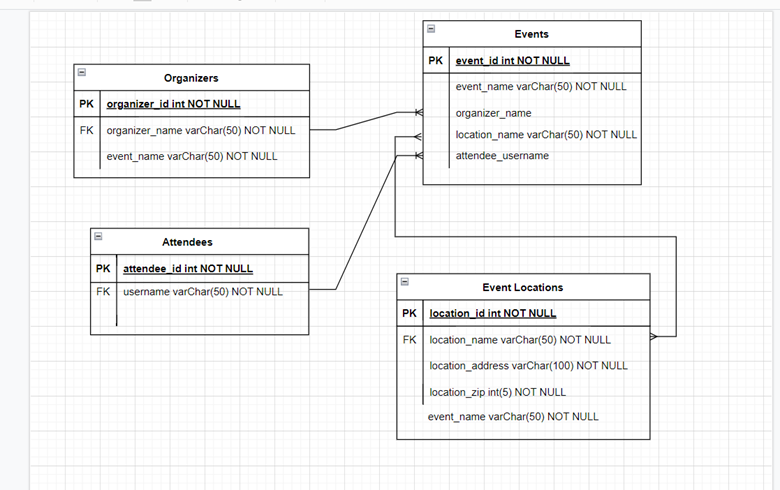 Organizers
PK organizer_id int NOT NULL
FK organizer_name varChar(50) NOT NULL
event_name varChar(50) NOT NULL
Events
PK event_id int NOT NULL
event_name varChar(50) NOT NULL
organizer_name
location_name varChar(50) NOT NULL
attendee_username
Attendees
PK attendee_id int NOT NULL
FK username varChar(50) NOT NULL
Event Locations
PK location_id int NOT NULL
FK location_name varChar(50) NOT NULL
location_address varChar(100) NOT NULL
location_zip int(5) NOT NULL
event_name varChar(50) NOT NULL